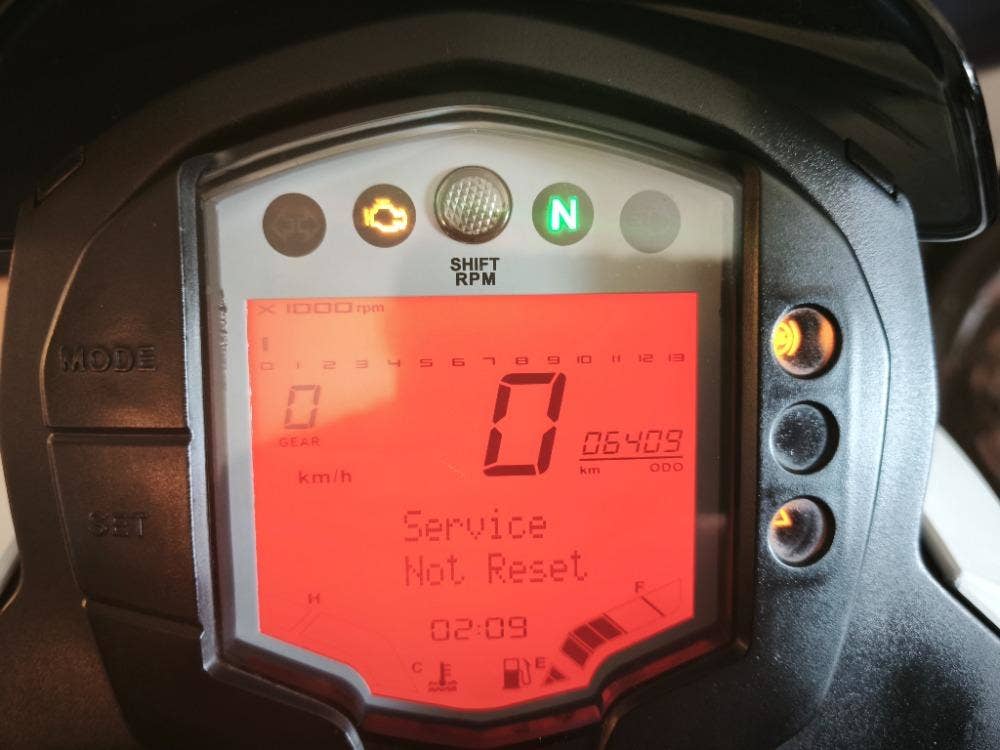 N
SHIFT
RPM
X 1000 rpm
0 1 2 3 4 5 6 7 8 9 10 11 12 13
MODE
0
GEAR
0
06409
km ODO
km/h
SET
Service
Not Reset
H
F
02:09
C
E